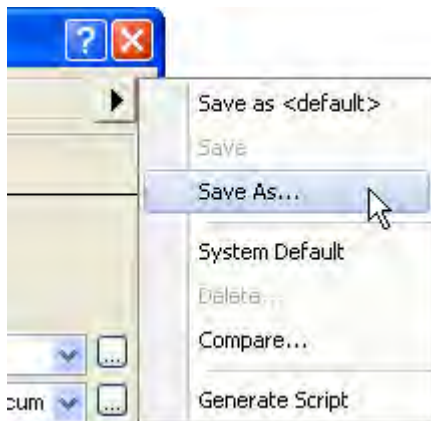 ?
Save as <default>
Save
Save As...
System Default
Delete...
Compare...
...
cum ...
Generate Script